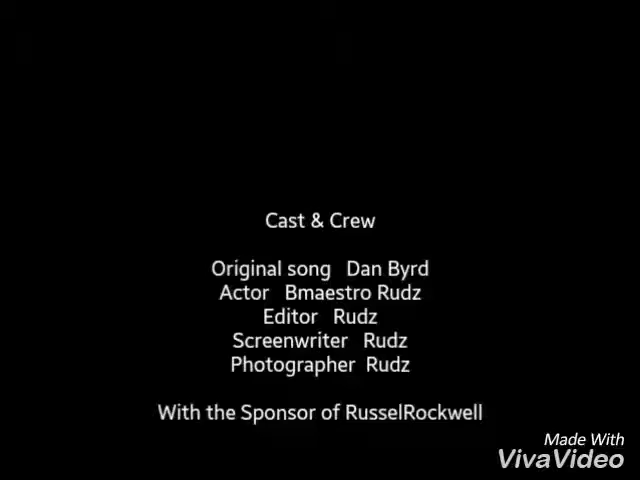 Cast & Crew
Original song Dan Byrd
Actor Bmaestro Rudz
Editor Rudz
Screenwriter Rudz
Photographer Rudz
With the Sponsor of RusselRockwell
Made With
VivaVideo